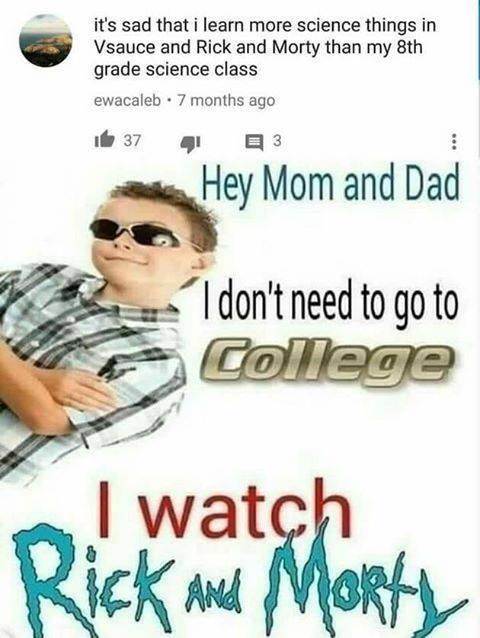 it's sad that i learn more science things in
Vsauce and Rick and Morty than my 8th
grade science class
ewacaleb • 7 months ago
37
3
Hey Mom and Dad
I don't need to go to
College
I watch
Rick AND Morty